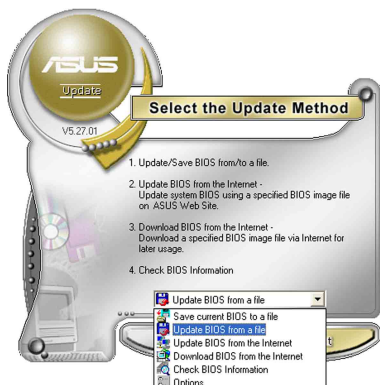 ASUS
Update
V5.27.01
Select the Update Method
1. Update/Save BIOS from/to a file.
2. Update BIOS from the Internet -
Update system BIOS using a specified BIOS image file
on ASUS Web Site.
3. Download BIOS from the Internet -
Download a specified BIOS image file via Internet for
later usage.
4. Check BIOS Information
Update BIOS from a file
Save current BIOS to a file
Update BIOS from a file
Update BIOS from the Internet
Download BIOS from the Internet
Check BIOS Information
Options